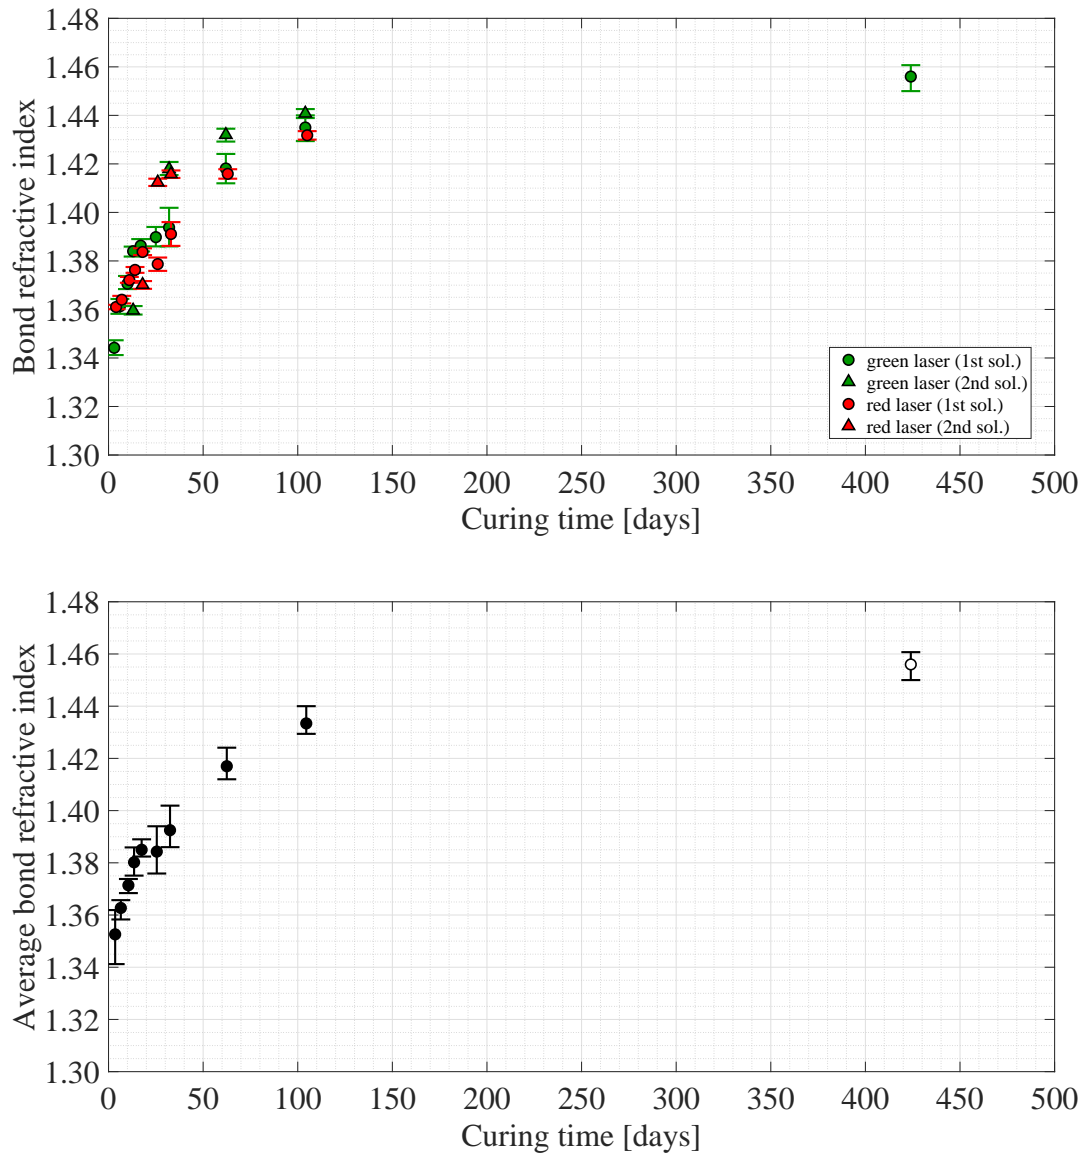 1.48
1.46
1.44
1.42
1.40
1.38
1.36
1.34
1.32
1.30
Bond refractive index
green laser (1st sol.)
green laser (2nd sol.)
red laser (1st sol.)
red laser (2nd sol.)
0 50 100 150 200 250 300 350 400 450 500
Curing time [days]
1.48
1.46
1.44
1.42
1.40
1.38
1.36
1.34
1.32
1.30
Average bond refractive index
0 50 100 150 200 250 300 350 400 450 500
Curing time [days]